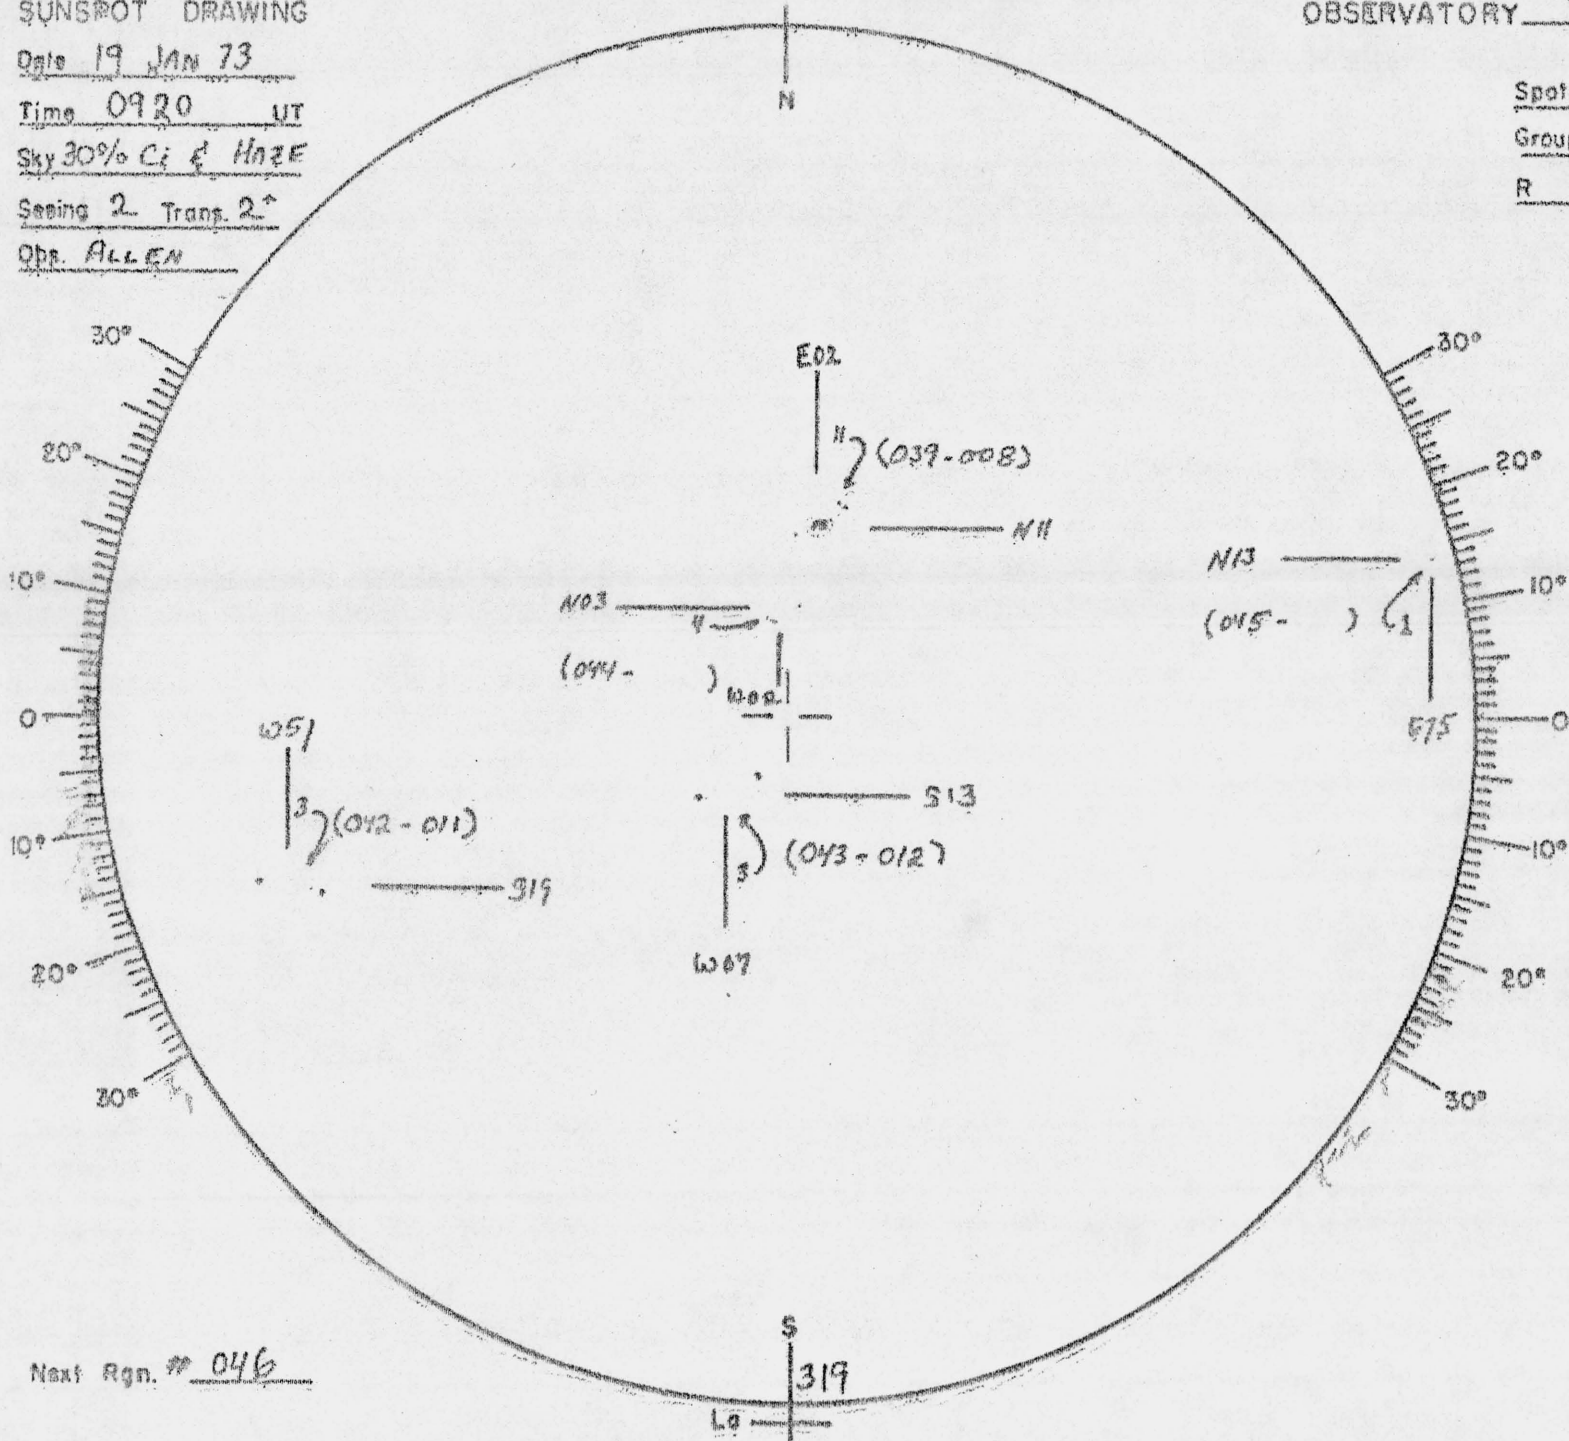 SUNSPOT DRAWING
OBSERVATORY
Date 19 JAN 73
Time 0920 UT
Sky 30% Ci & HAZE
Seeing 2 Trans. 2+
Obs. ALLEN
Spot
Group
R
N
30°
20°
10°
0
10°
20°
30°
30°
20°
10°
0
10°
20°
30°
E02
11 (039-008)
N11
N13
(045- ) 1
E75
N03
4
(044- ) W02
W51
3 (042-011)
S19
S13
3 (043-012)
W07
S
319
Lo
Next Rgn. # 046